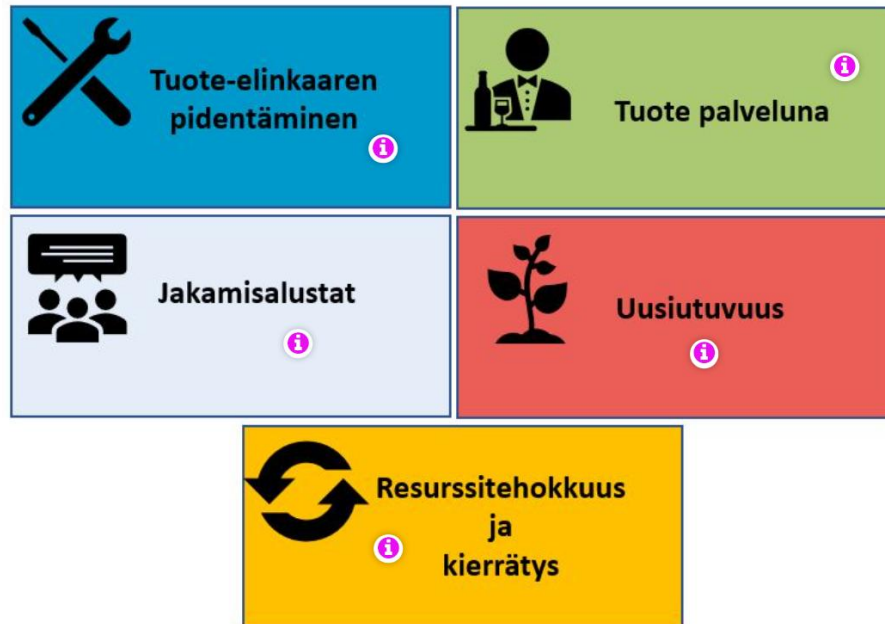 Tuote-elinkaaren
pidentäminen
Tuote palveluna
Jakamisalustat
Uusiutuvuus
Resurssitehokkuus
ja
kierrätys